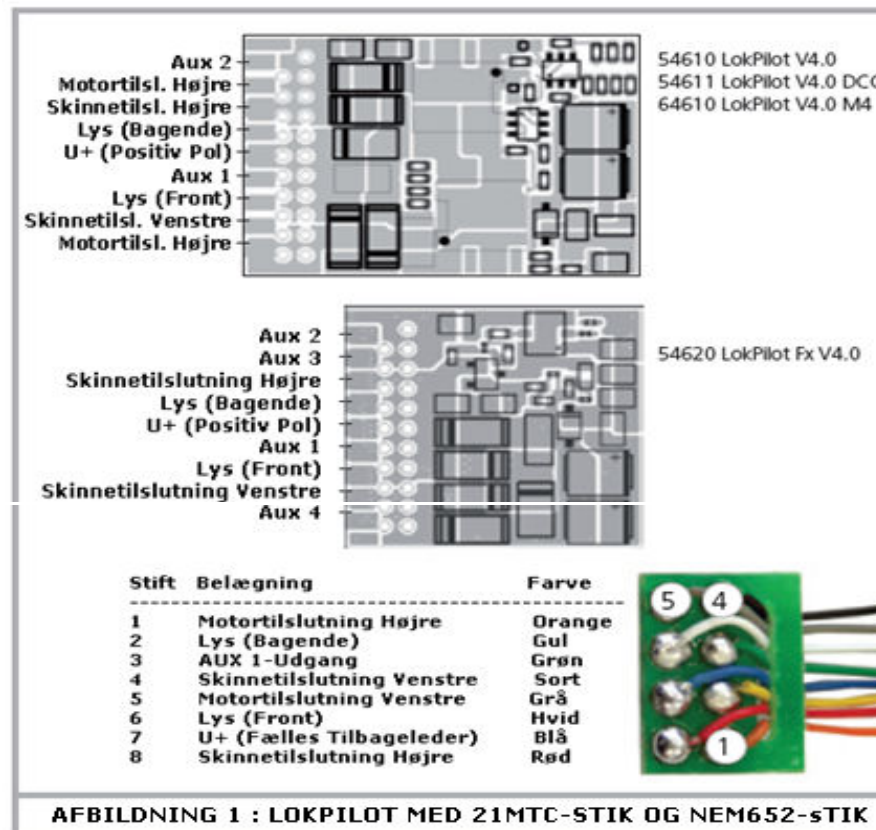 Aux 2
Motortilsl. Højre
Skinnetilsl. Højre
Lys (Bagende)
U+ (Positiv Pol)
Aux 1
Lys (Front)
Skinnetilsl. Venstre
Motortilsl. Højre
54610 LokPilot V4.0
54611 LokPilot V4.0 DCC
64610 LokPilot V4.0 M4
Aux 2
Aux 3
Skinnetilslutning Højre
Lys (Bagende)
U+ (Positiv Pol)
Aux 1
Lys (Front)
Skinnetilslutning Venstre
Aux 4
54620 LokPilot Fx V4.0
Stift Belægning Farve
1 Motortilslutning Højre Orange
2 Lys (Bagende) Gul
3 AUX 1-Udgang Grøn
4 Skinnetilslutning Venstre Sort
5 Motortilslutning Venstre Grå
6 Lys (Front) Hvid
7 U+ (Fælles Tilbageleder) Blå
8 Skinnetilslutning Højre Rød
5 4
1
AFBILDNING 1 : LOKPILOT MED 21MTC-STIK OG NEM652-sTIK